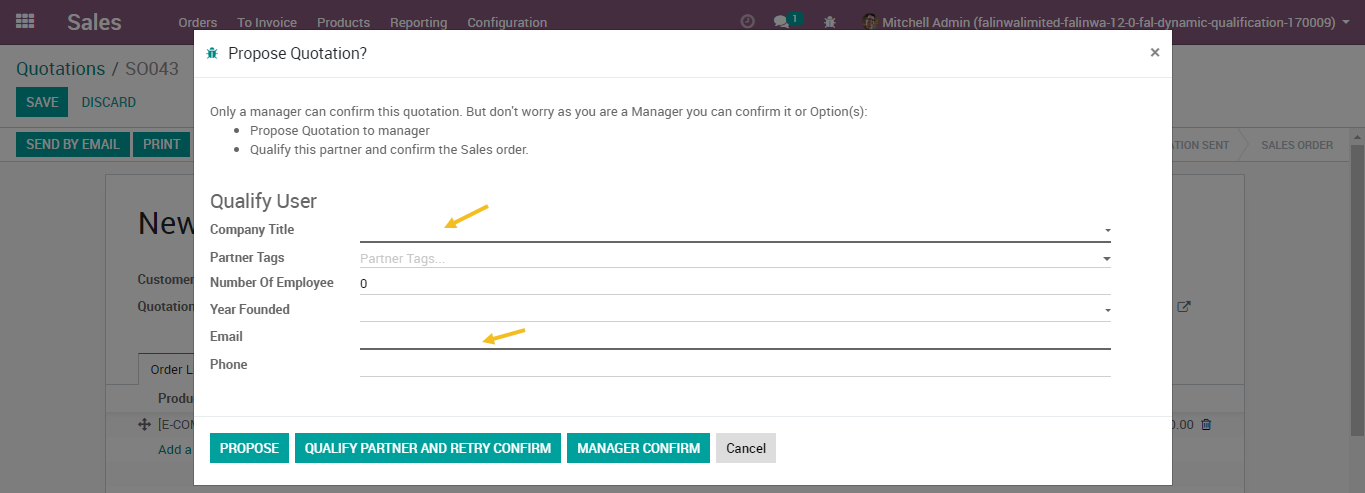 Sales Orders To Invoice Products Reporting Configuration 1 Mitchell Admin (falinwalimited-falinwa-12-0-fal-dynamic-qualification-170009)
Propose Quotation? ×
Quotations / SO043
SAVE DISCARD
Only a manager can confirm this quotation. But don't worry as you are a Manager you can confirm it or Option(s):
Propose Quotation to manager
Qualify this partner and confirm the Sales order.
SEND BY EMAIL PRINT ATION SENT SALES ORDER
Qualify User
New
Company Title
Partner Tags Partner Tags...
Customer
Number Of Employee 0
Quotation
Year Founded
Email
Phone
Order L
Produ
[E-COM 0.00
Add a
PROPOSE QUALIFY PARTNER AND RETRY CONFIRM MANAGER CONFIRM Cancel